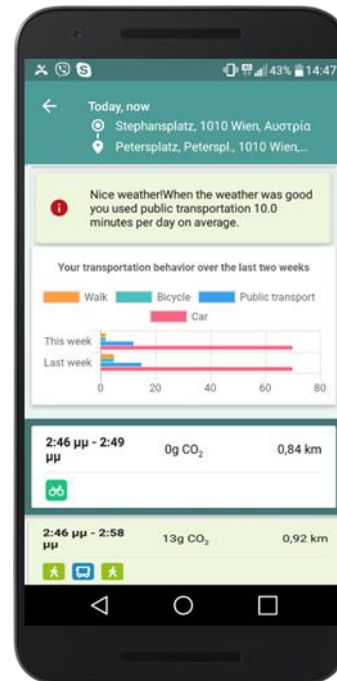 43% 14:47
Today, now
Stephansplatz, 1010 Wien, Αυστρία
Petersplatz, Peterspl., 1010 Wien,...
Nice weather!When the weather was good
you used public transportation 10.0
minutes per day on average.
Your transportation behavior over the last two weeks
Walk Bicycle Public transport
Car
This week
Last week
0 20 40 60 80
2:46 μμ - 2:49
μμ 0g CO₂ 0,84 km
2:46 μμ - 2:58
μμ 13g CO₂ 0,92 km